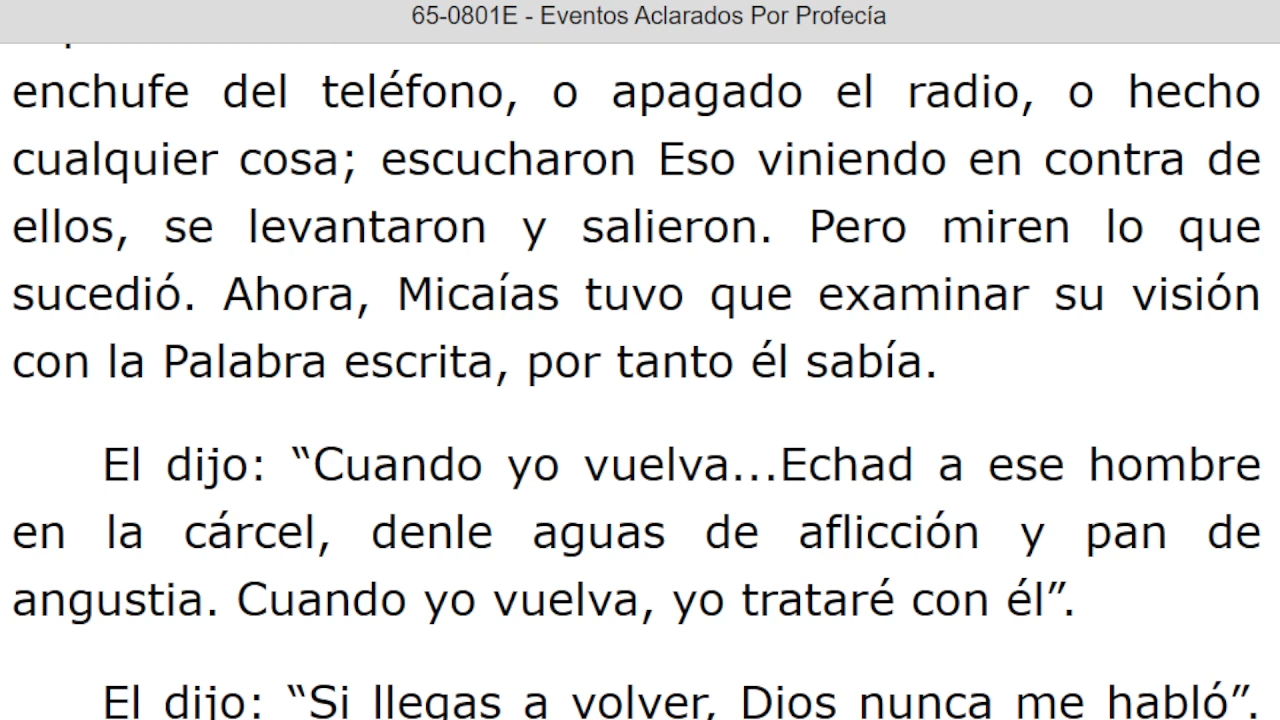 65-0801E - Eventos Aclarados Por Profecía
enchufe del teléfono, o apagado el radio, o hecho
cualquier cosa; escucharon Eso viniendo en contra de
ellos, se levantaron y salieron. Pero miren lo que
sucedió. Ahora, Micaías tuvo que examinar su visión
con la Palabra escrita, por tanto él sabía.
El dijo: “Cuando yo vuelva...Echad a ese hombre
en la cárcel, denle aguas de aflicción y pan de
angustia. Cuando yo vuelva, yo trataré con él”.
El dijo: “Si llegas a volver, Dios nunca me habló”.